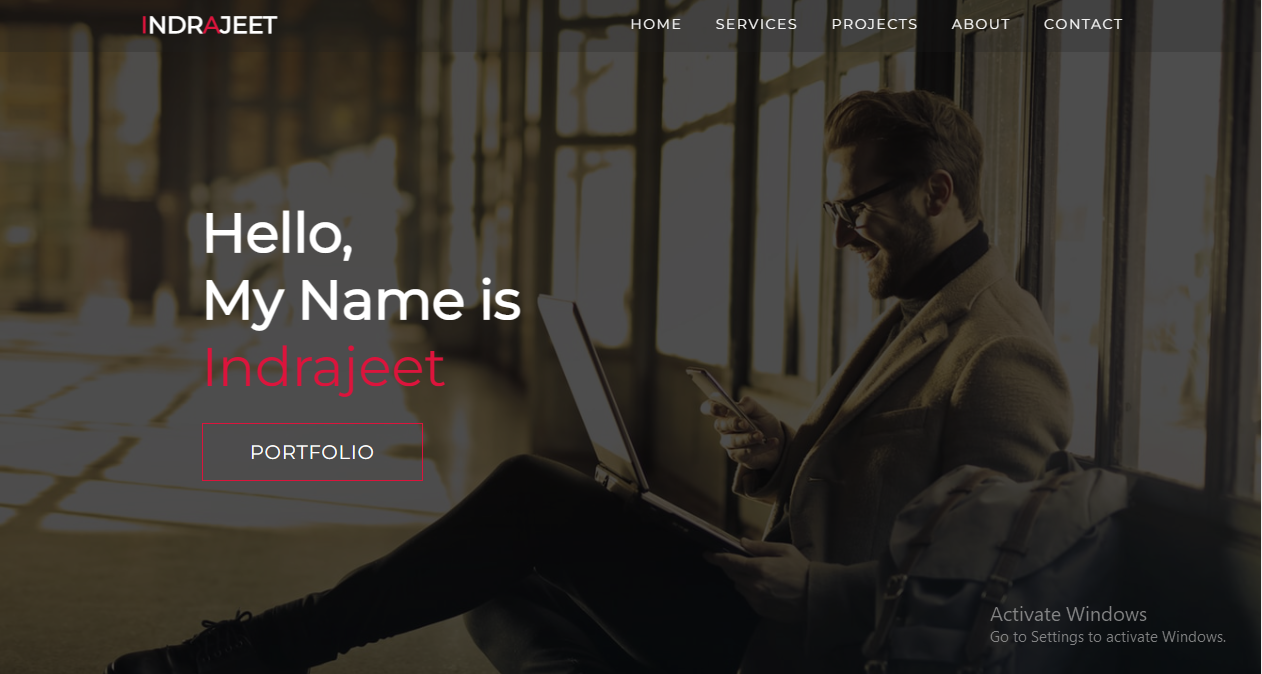 INDRAJEET
HOME SERVICES PROJECTS ABOUT CONTACT
Hello,
My Name is
Indrajeet
PORTFOLIO
Activate Windows
Go to Settings to activate Windows.